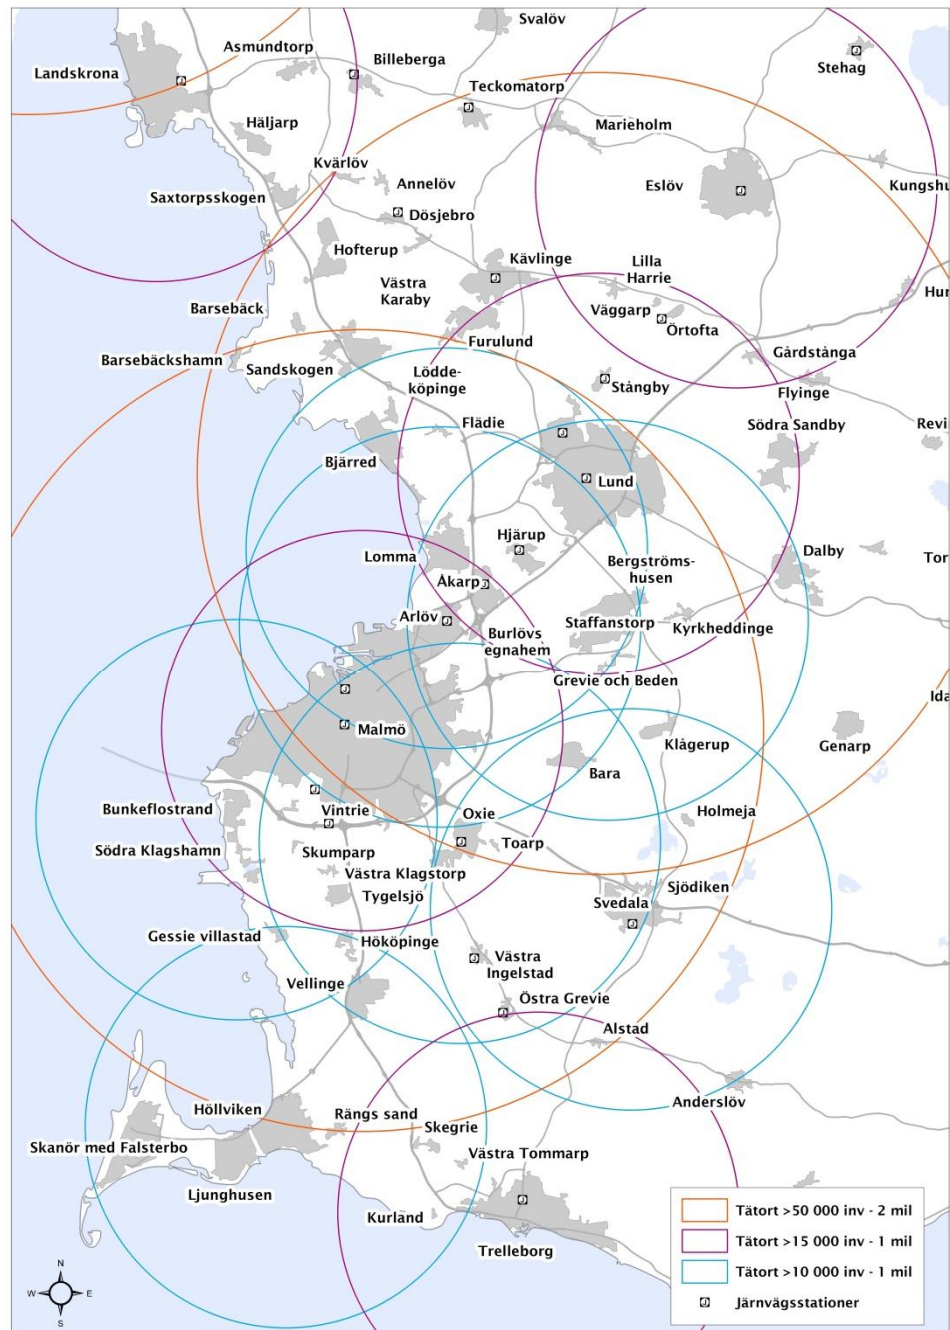 Svalöv
Asmundtorp
Billeberga
Stehag
Landskrona
Teckomatorp
Häljarp
Marieholm
Kvärlöv
Annelöv
Eslöv
Kungshu
Saxtorpsskogen
Dösjebro
Hofterup
Kävlinge
Lilla
Harrie
Västra
Karaby
Hur
Barsebäck
Väggarp
Örtofta
Furulund
Barsebäckshamn
Sandskogen
Gårdstånga
Lödde-
köpinge
Stångby
Flyinge
Flädie
Södra Sandby
Revi
Bjärred
Lund
Hjärup
Lomma
Bergströms-
husen
Dalby
Tor
Åkarp
Arlöv
Burlövs
egnahem
Staffanstorp
Kyrkheddinge
Grevie och Beden
Ida
Malmö
Klågerup
Genarp
Bara
Bunkeflostrand
Vintrie
Oxie
Holmeja
Södra Klagshamn
Skumparp
Toarp
Västra Klagstorp
Tygelsjö
Sjödiken
Svedala
Gessie villastad
Hököpinge
Västra
Ingelstad
Vellinge
Östra Grevie
Alstad
Anderslöv
Höllviken
Rängs sand
Skegrie
Skanör med Falsterbo
Västra Tommarp
Ljunghusen
Kurland
Trelleborg
Tätort >50 000 inv - 2 mil
Tätort >15 000 inv - 1 mil
Tätort >10 000 inv - 1 mil
J Järnvägsstationer
N
W E
S